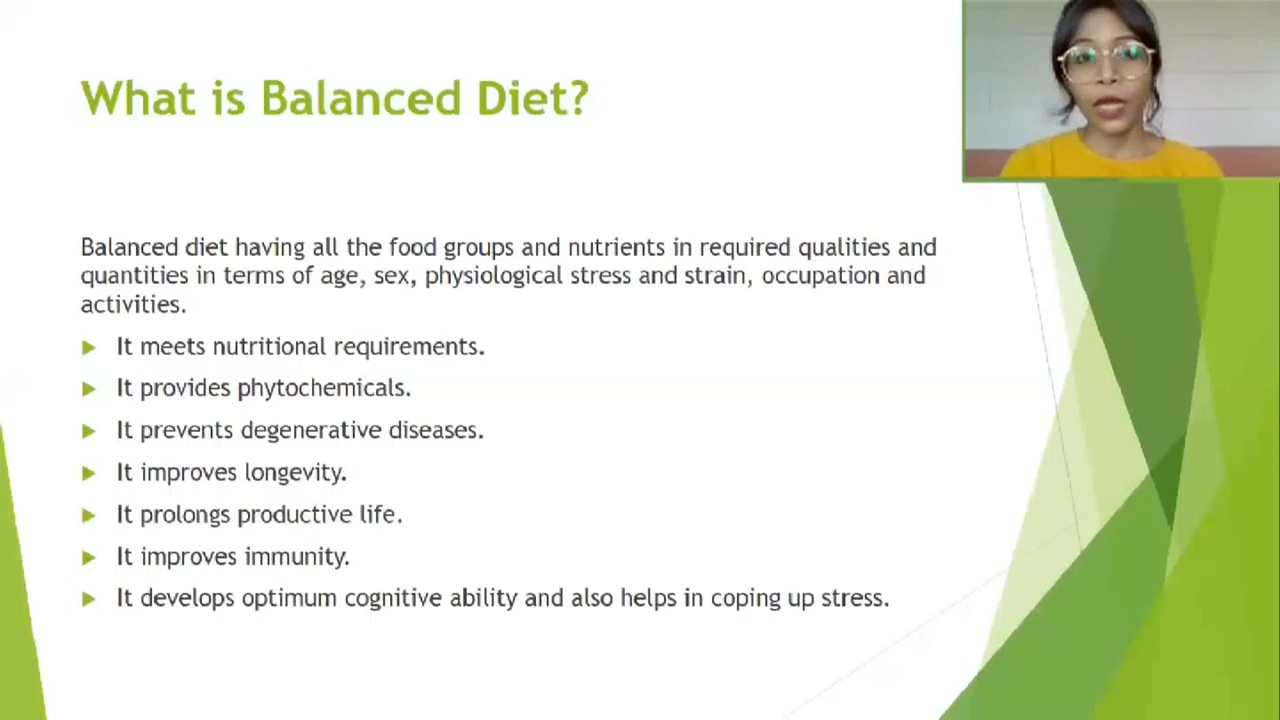 What is Balanced Diet?
Balanced diet having all the food groups and nutrients in required qualities and
quantities in terms of age, sex, physiological stress and strain, occupation and
activities.
It meets nutritional requirements.
It provides phytochemicals.
It prevents degenerative diseases.
It improves longevity.
It prolongs productive life.
It improves immunity.
It develops optimum cognitive ability and also helps in coping up stress.